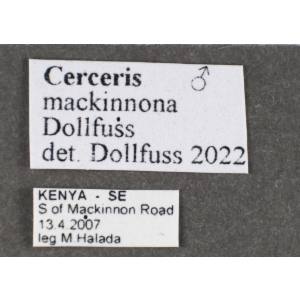 Cerceris ♂
mackinnona
Dollfuss
det. Dollfuss 2022
KENYA - SE
S of Mackinnon Road
13.4.2007
leg M Halada